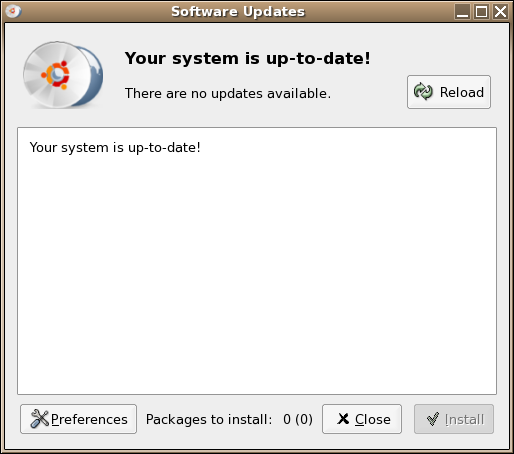 Software Updates
Your system is up-to-date!
There are no updates available.
Reload
Your system is up-to-date!
Preferences Packages to install: 0 (0) Close Install